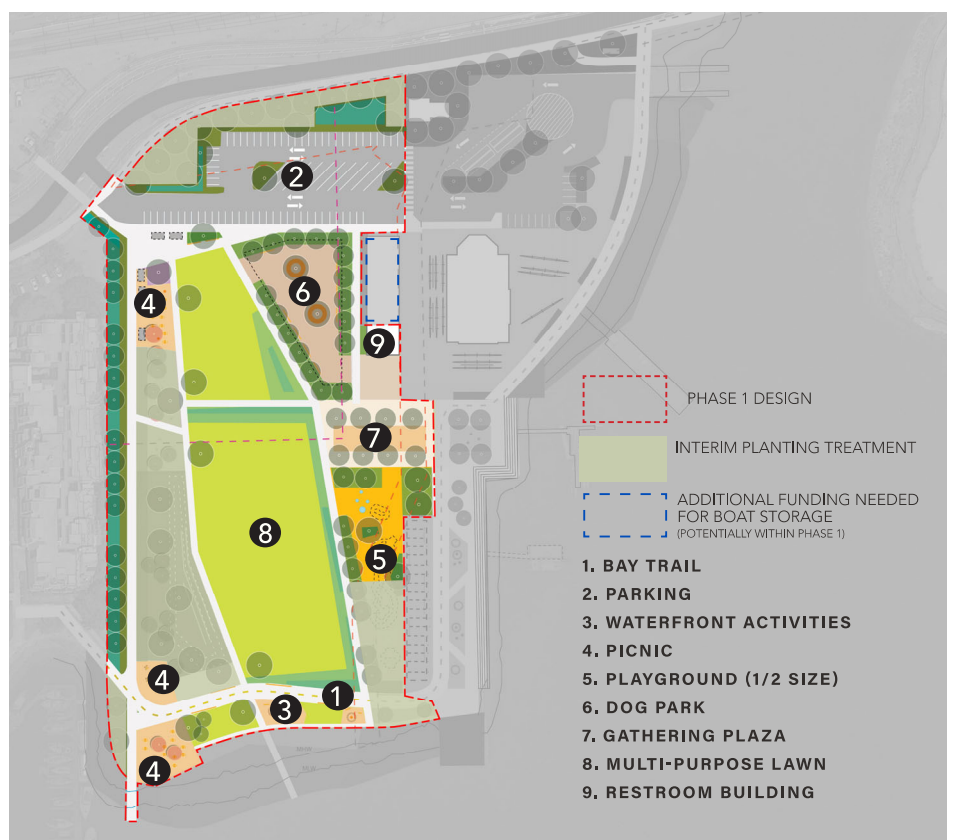 2
4
6
9
7
8
5
4
1
3
4
PHASE 1 DESIGN
INTERIM PLANTING TREATMENT
ADDITIONAL FUNDING NEEDED
FOR BOAT STORAGE
(POTENTIALLY WITHIN PHASE 1)
1. BAY TRAIL
2. PARKING
3. WATERFRONT ACTIVITIES
4. PICNIC
5. PLAYGROUND (1/2 SIZE)
6. DOG PARK
7. GATHERING PLAZA
8. MULTI-PURPOSE LAWN
9. RESTROOM BUILDING